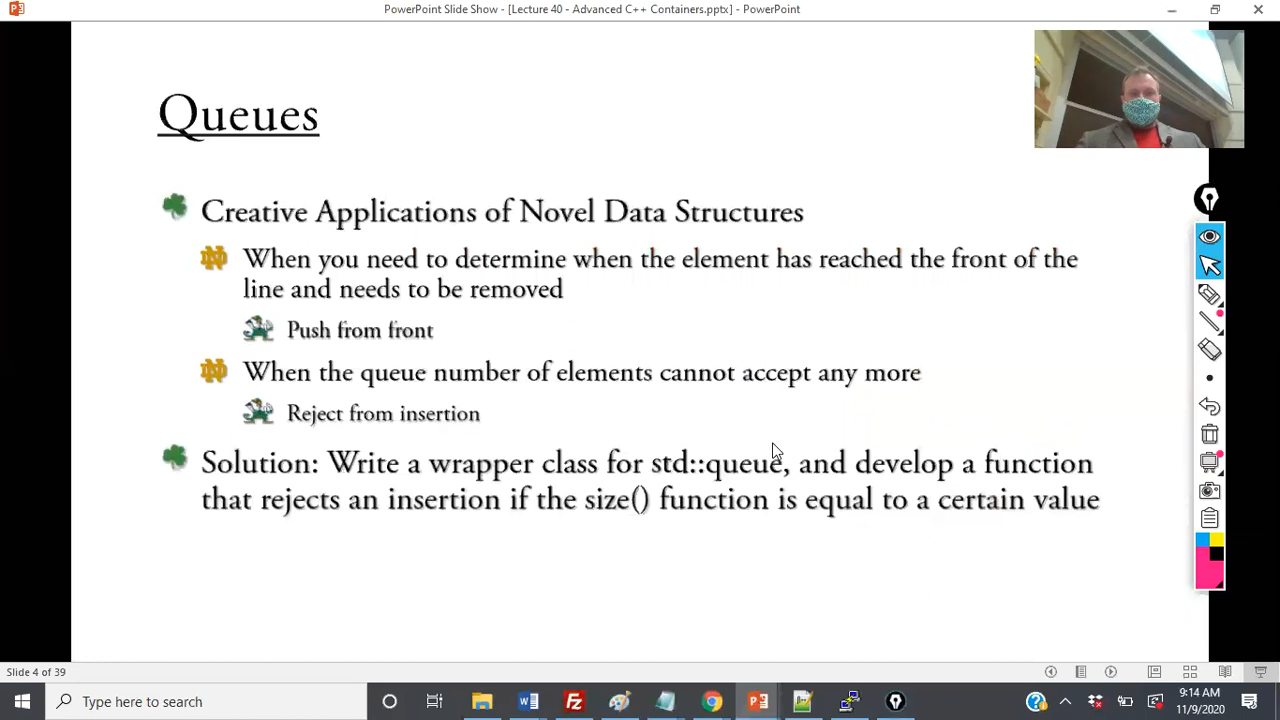 PowerPoint Slide Show - [Lecture 40 - Advanced C++ Containers.pptx] - PowerPoint
Queues
Creative Applications of Novel Data Structures
When you need to determine when the element has reached the front of the
line and needs to be removed
Push from front
When the queue number of elements cannot accept any more
Reject from insertion
Solution: Write a wrapper class for std::queue, and develop a function
that rejects an insertion if the size() function is equal to a certain value
Slide 4 of 39
Type here to search
9:14 AM
11/9/2020